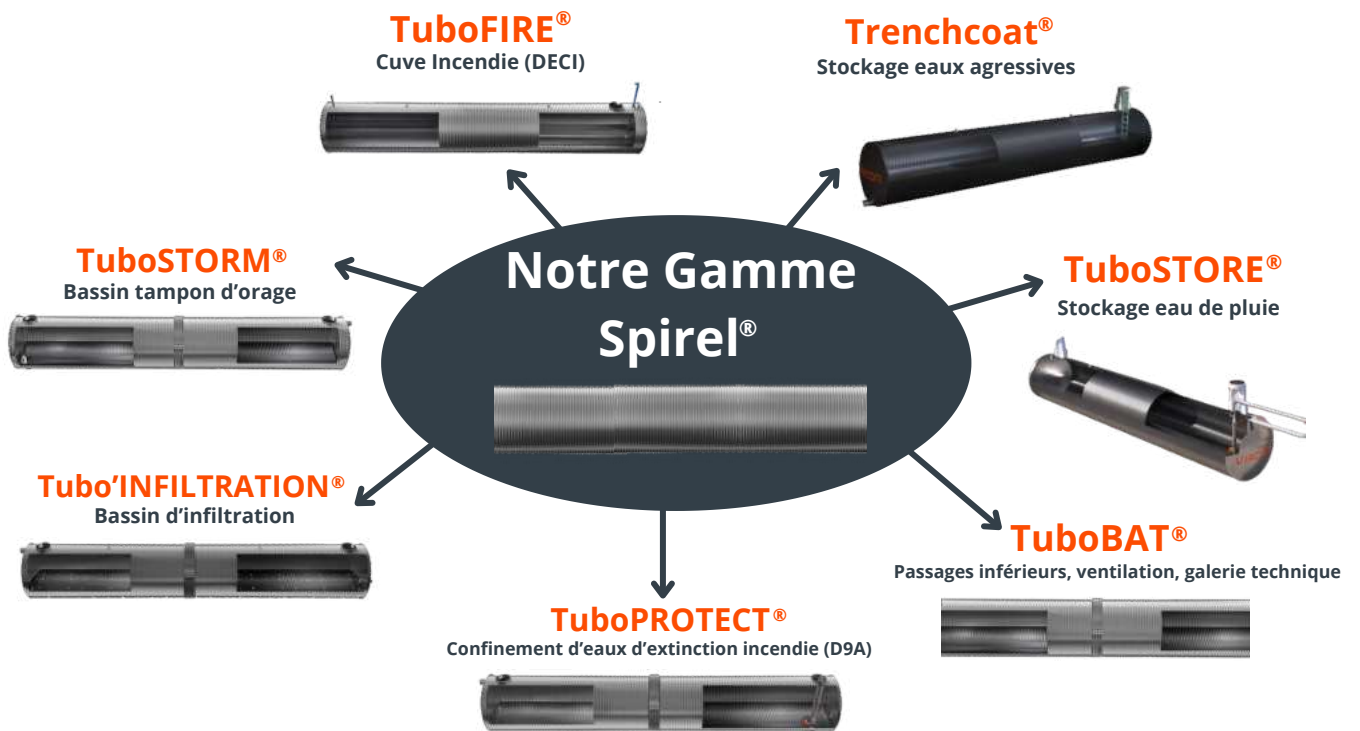 TuboFIRE®
Cuve Incendie (DECI)
Trenchcoat®
Stockage eaux agressives
TuboSTORM®
Bassin tampon d'orage
Notre Gamme
Spirel®
TuboSTORE®
Stockage eau de pluie
Tubo'INFILTRATION®
Bassin d'infiltration
TuboBAT®
Passages inférieurs, ventilation, galerie technique
TuboPROTECT®
Confinement d'eaux d'extinction incendie (D9A)